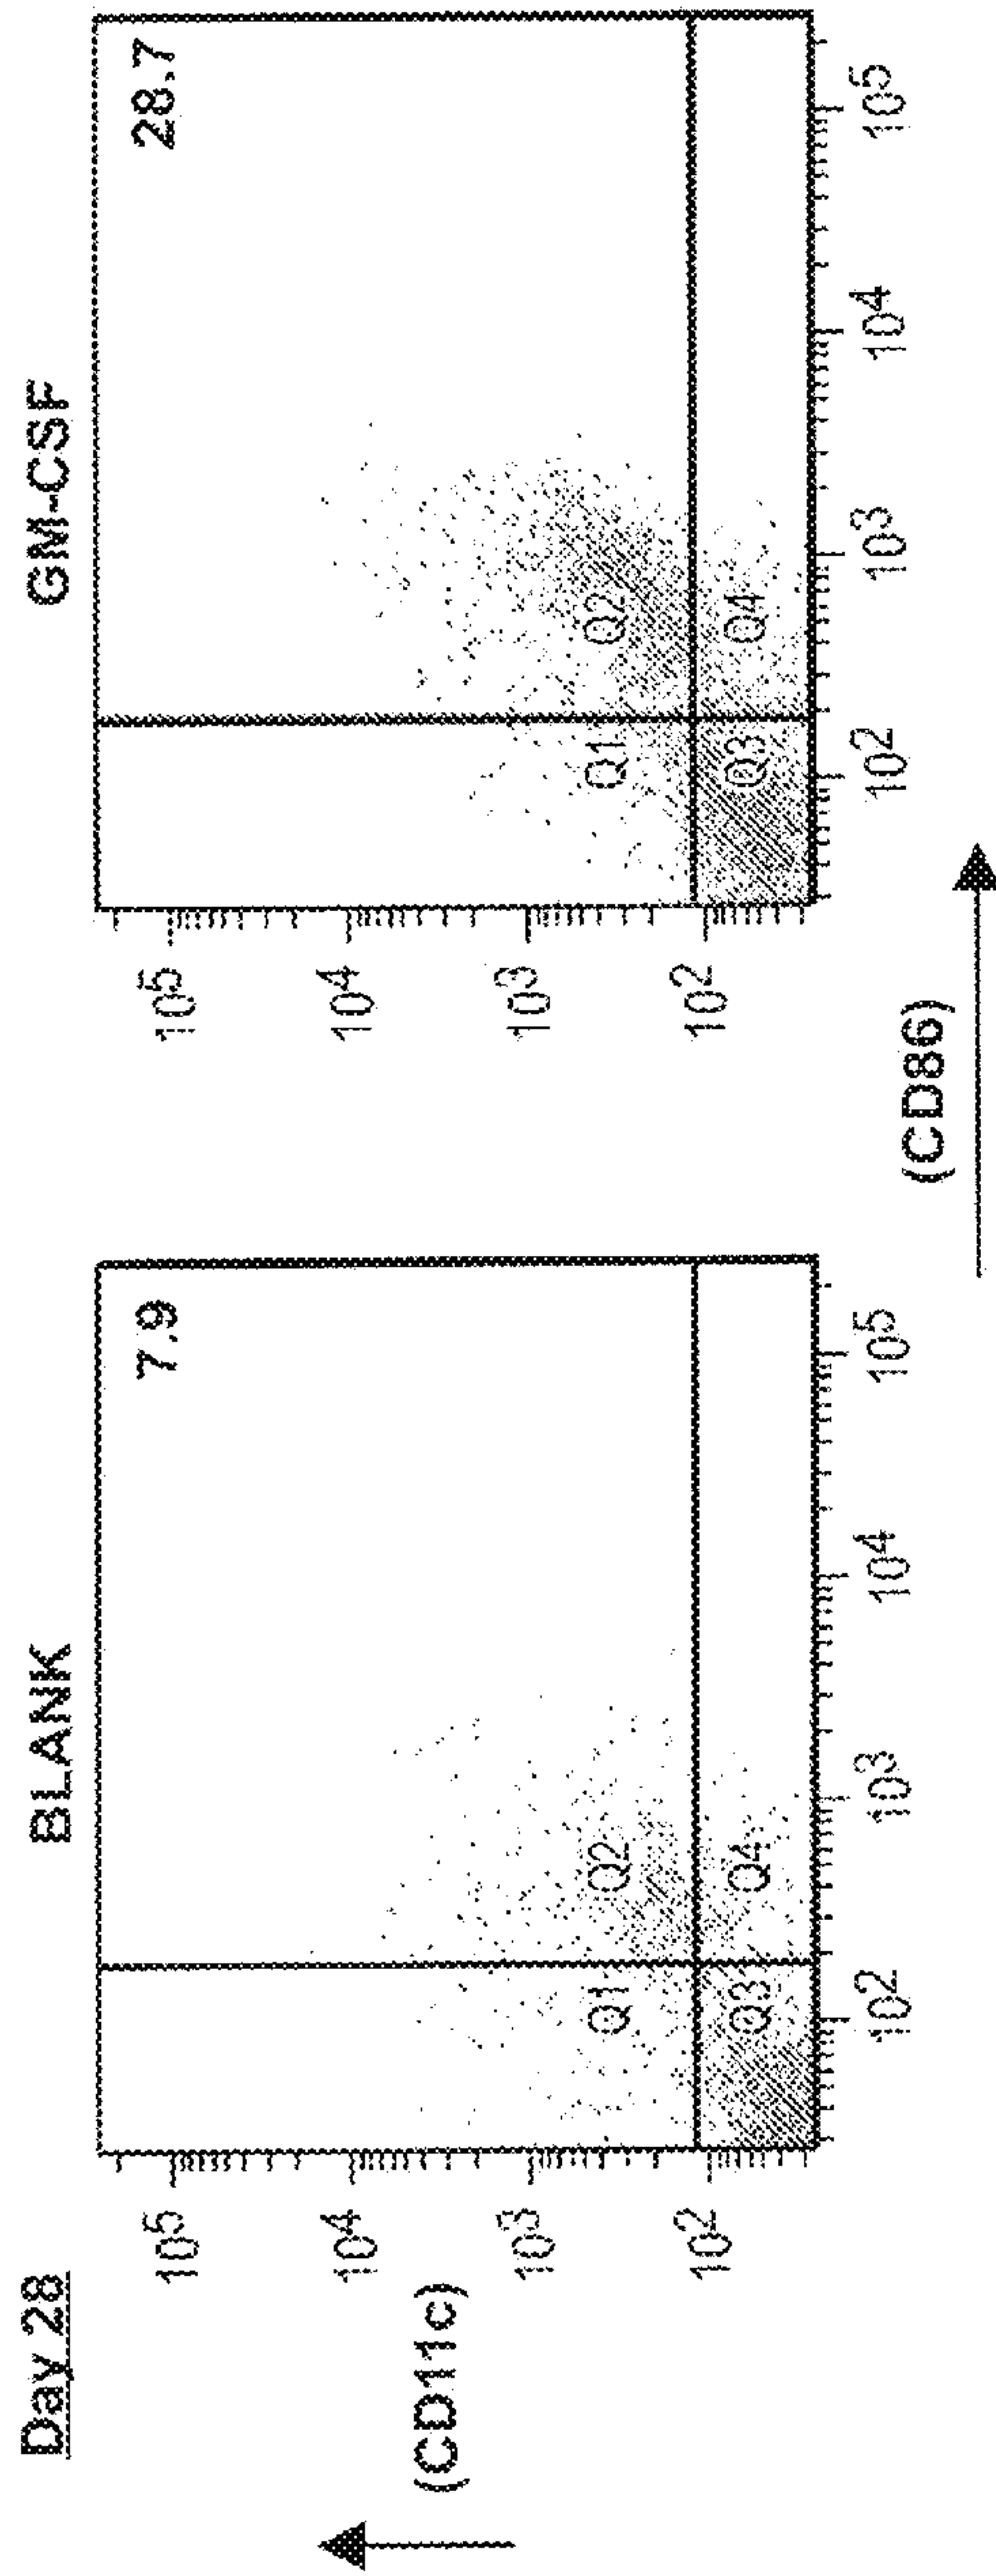 Day 28
BLANK
GM-CSF
(CD11c)
10⁵
10⁴
10³
10²
7.9
Q1
Q2
Q3
Q4
10²
10³
10⁴
10⁵
10⁵
10⁴
10³
10²
28.7
Q1
Q2
Q3
Q4
10²
10³
10⁴
10⁵
(CD86)